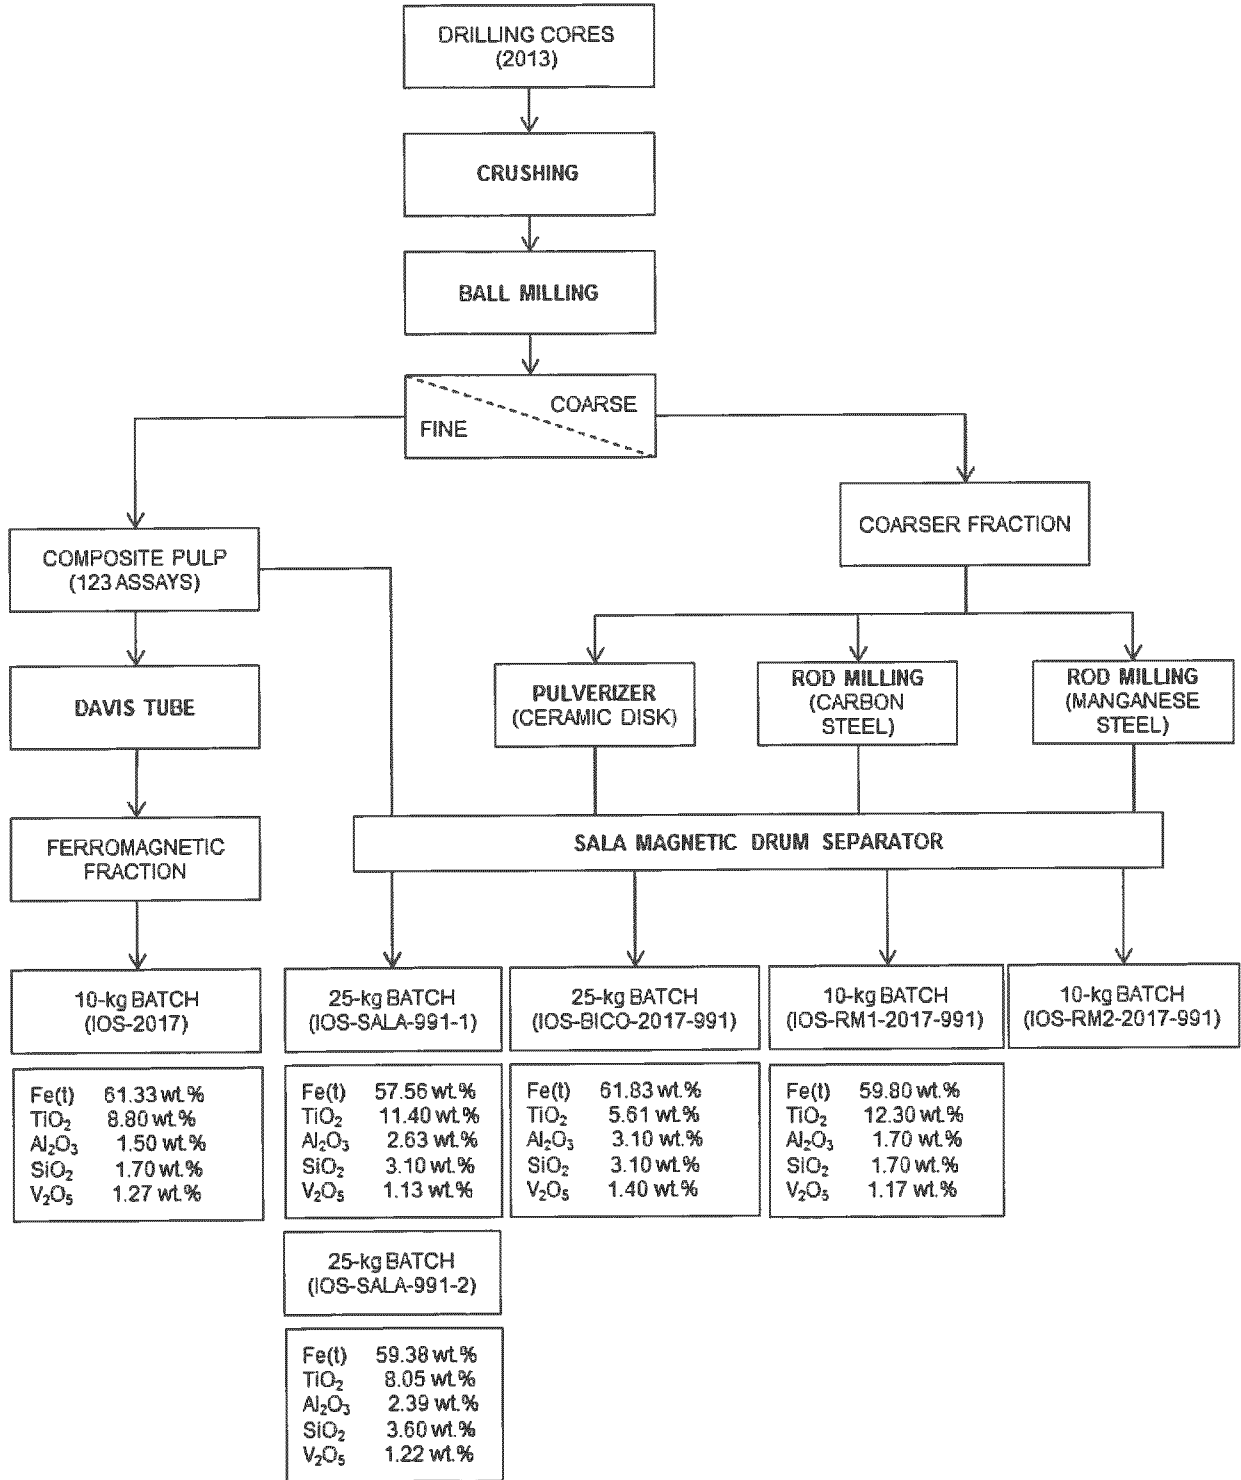 DRILLING CORES
(2013)
CRUSHING
BALL MILLING
COARSE
FINE
COARSER FRACTION
COMPOSITE PULP
(123 ASSAYS)
DAVIS TUBE
PULVERIZER
(CERAMIC DISK)
ROD MILLING
(CARBON
STEEL)
ROD MILLING
(MANGANESE
STEEL)
FERROMAGNETIC
FRACTION
SALA MAGNETIC DRUM SEPARATOR
10-kg BATCH
(IOS-2017)
25-kg BATCH
(IOS-SALA-991-1)
25-kg BATCH
(IOS-BICO-2017-991)
10-kg BATCH
(IOS-RM1-2017-991)
10-kg BATCH
(IOS-RM2-2017-991)
Fe(t) 61.33 wt.%
TiO₂ 8.80 wt.%
Al₂O₃ 1.50 wt.%
SiO₂ 1.70 wt.%
V₂O₅ 1.27 wt.%
Fe(t) 57.56 wt.%
TiO₂ 11.40 wt.%
Al₂O₃ 2.63 wt.%
SiO₂ 3.10 wt.%
V₂O₅ 1.13 wt.%
Fe(t) 61.83 wt.%
TiO₂ 5.61 wt.%
Al₂O₃ 3.10 wt.%
SiO₂ 3.10 wt.%
V₂O₅ 1.40 wt.%
Fe(t) 59.80 wt.%
TiO₂ 12.30 wt.%
Al₂O₃ 1.70 wt.%
SiO₂ 1.70 wt.%
V₂O₅ 1.17 wt.%
25-kg BATCH
(IOS-SALA-991-2)
Fe(t) 59.38 wt.%
TiO₂ 8.05 wt.%
Al₂O₃ 2.39 wt.%
SiO₂ 3.60 wt.%
V₂O₅ 1.22 wt.%